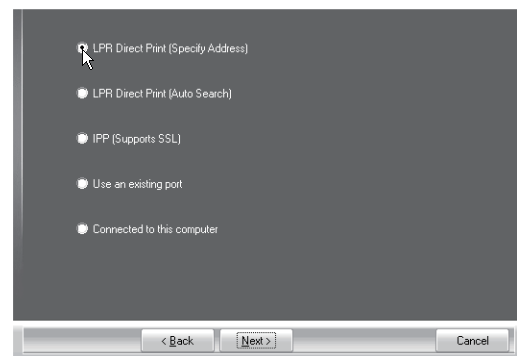 LPR Direct Print (Specify Address)
LPR Direct Print (Auto Search)
IPP (Supports SSL)
Use an existing port
Connected to this computer
< Back Next > Cancel